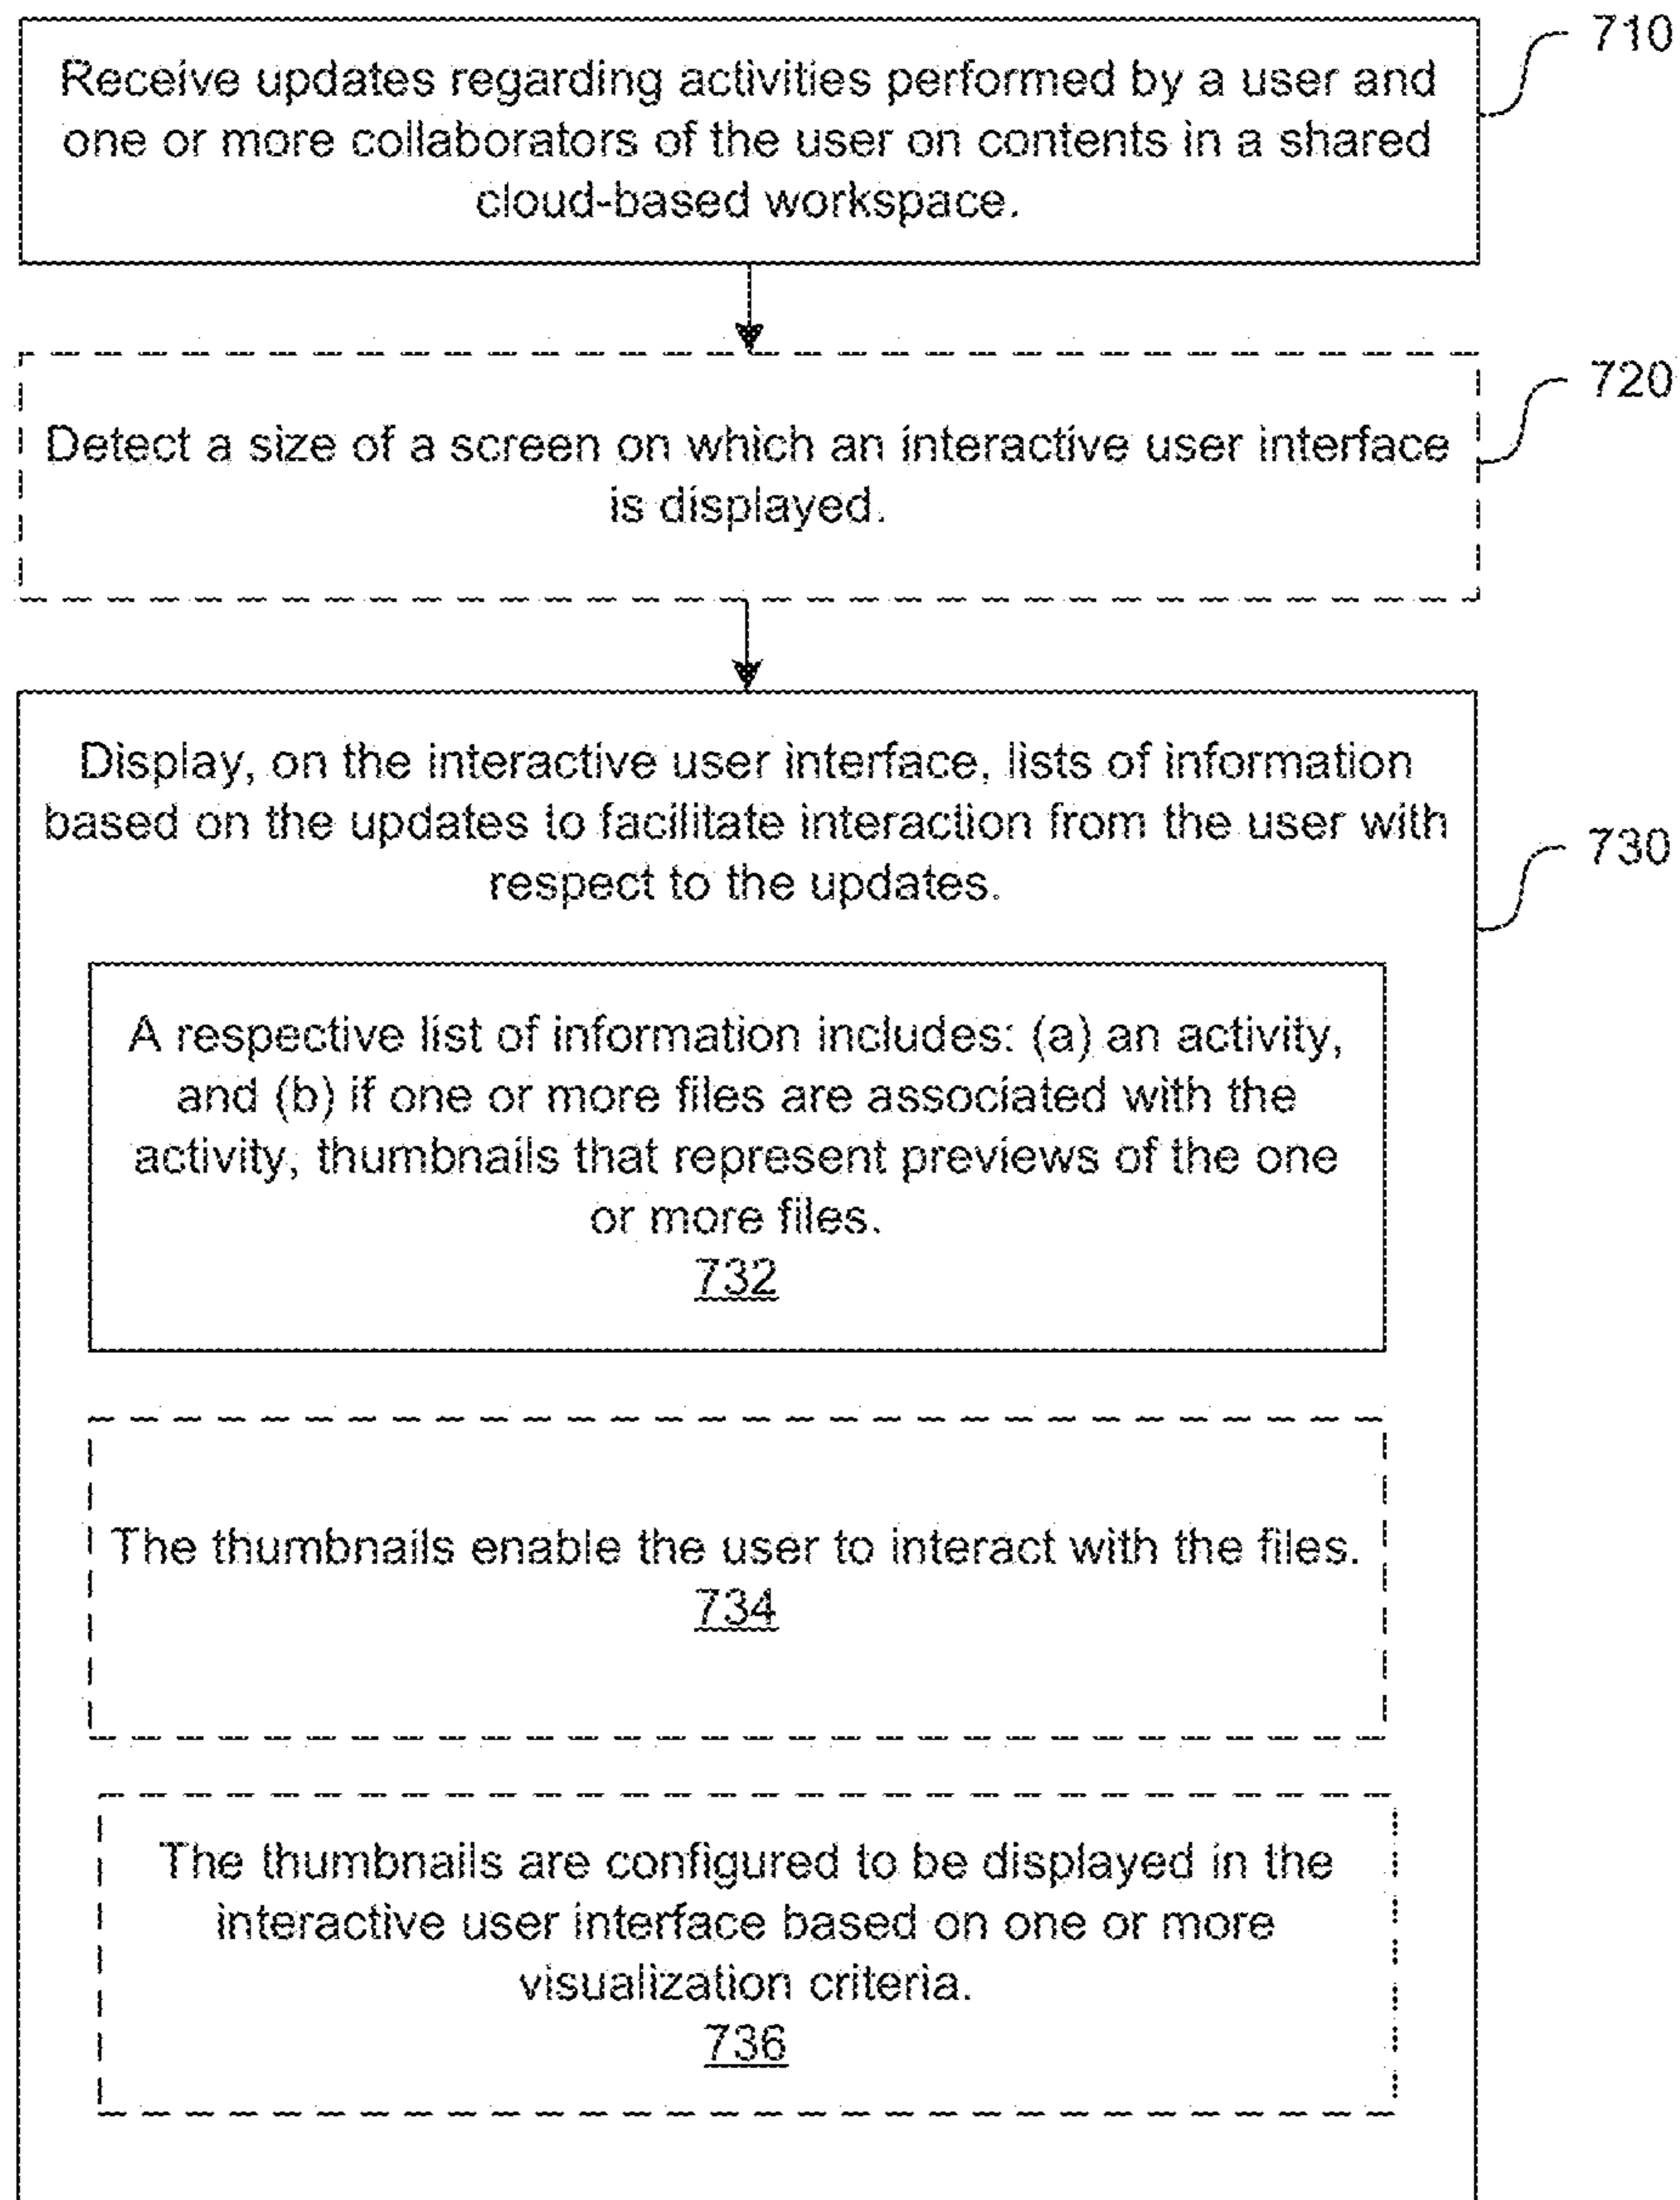 710
Receive updates regarding activities performed by a user and
one or more collaborators of the user on contents in a shared
cloud-based workspace.
720
Detect a size of a screen on which an interactive user interface
is displayed.
Display, on the interactive user interface, lists of information
based on the updates to facilitate interaction from the user with
respect to the updates.
730
A respective list of information includes: (a) an activity,
and (b) if one or more files are associated with the
activity, thumbnails that represent previews of the one
or more files.
732
The thumbnails enable the user to interact with the files.
734
The thumbnails are configured to be displayed in the
interactive user interface based on one or more
visualization criteria.
736